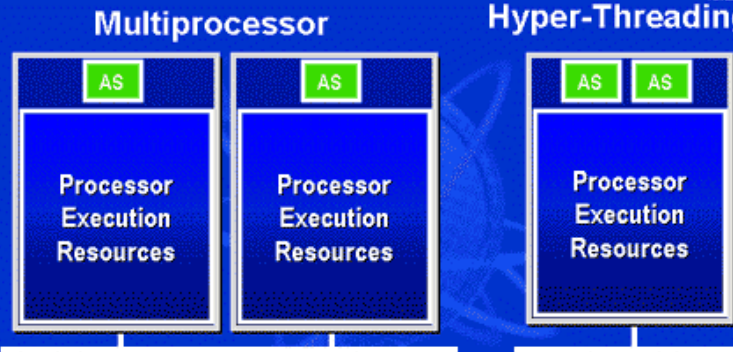 Multiprocessor
Hyper-Threading
AS
AS
AS
AS
Processor
Execution
Resources
Processor
Execution
Resources
Processor
Execution
Resources